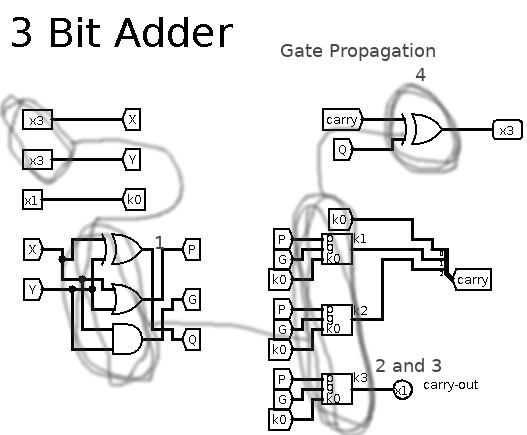 3 Bit Adder
Gate Propagation
4
x3 X
x3 Y
x1 k0
carry
Q
x3
X
Y
1
P
G
Q
k0
P
G
k0
p
g
k0
k1
carry
P
G
k0
p
g
k0
k2
2 and 3
P
G
k0
p
g
k0
k3
x1
carry-out